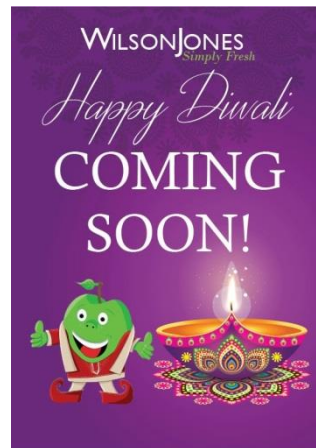 WILSONJONES
Simply Fresh
Happy Diwali
COMING
SOON!